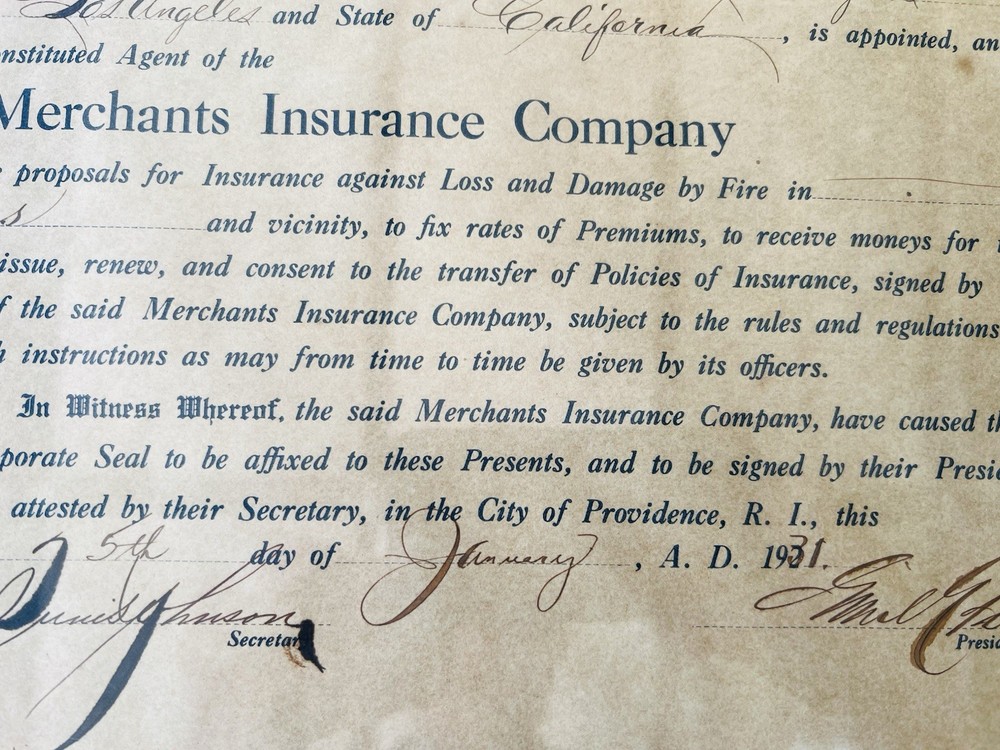 Los Angeles and State of California, is appointed, an
nstituted Agent of the
Merchants Insurance Company
proposals for Insurance against Loss and Damage by Fire in
s and vicinity, to fix rates of Premiums, to receive moneys for
issue, renew, and consent to the transfer of Policies of Insurance, signed by
f the said Merchants Insurance Company, subject to the rules and regulations
h instructions as may from time to time be given by its officers.
In Witness Whereof, the said Merchants Insurance Company, have caused th
porate Seal to be affixed to these Presents, and to be signed by their Presid
attested by their Secretary, in the City of Providence, R. I., this
5th day of January, A. D. 1931.
Johnson
Secretar
Presid